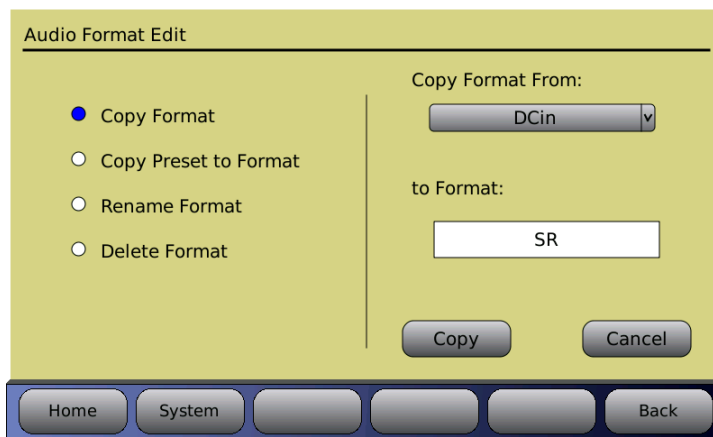 Audio Format Edit
Copy Format
Copy Preset to Format
Rename Format
Delete Format
Copy Format From:
DCin
to Format:
SR
Copy
Cancel
Home
System
Back